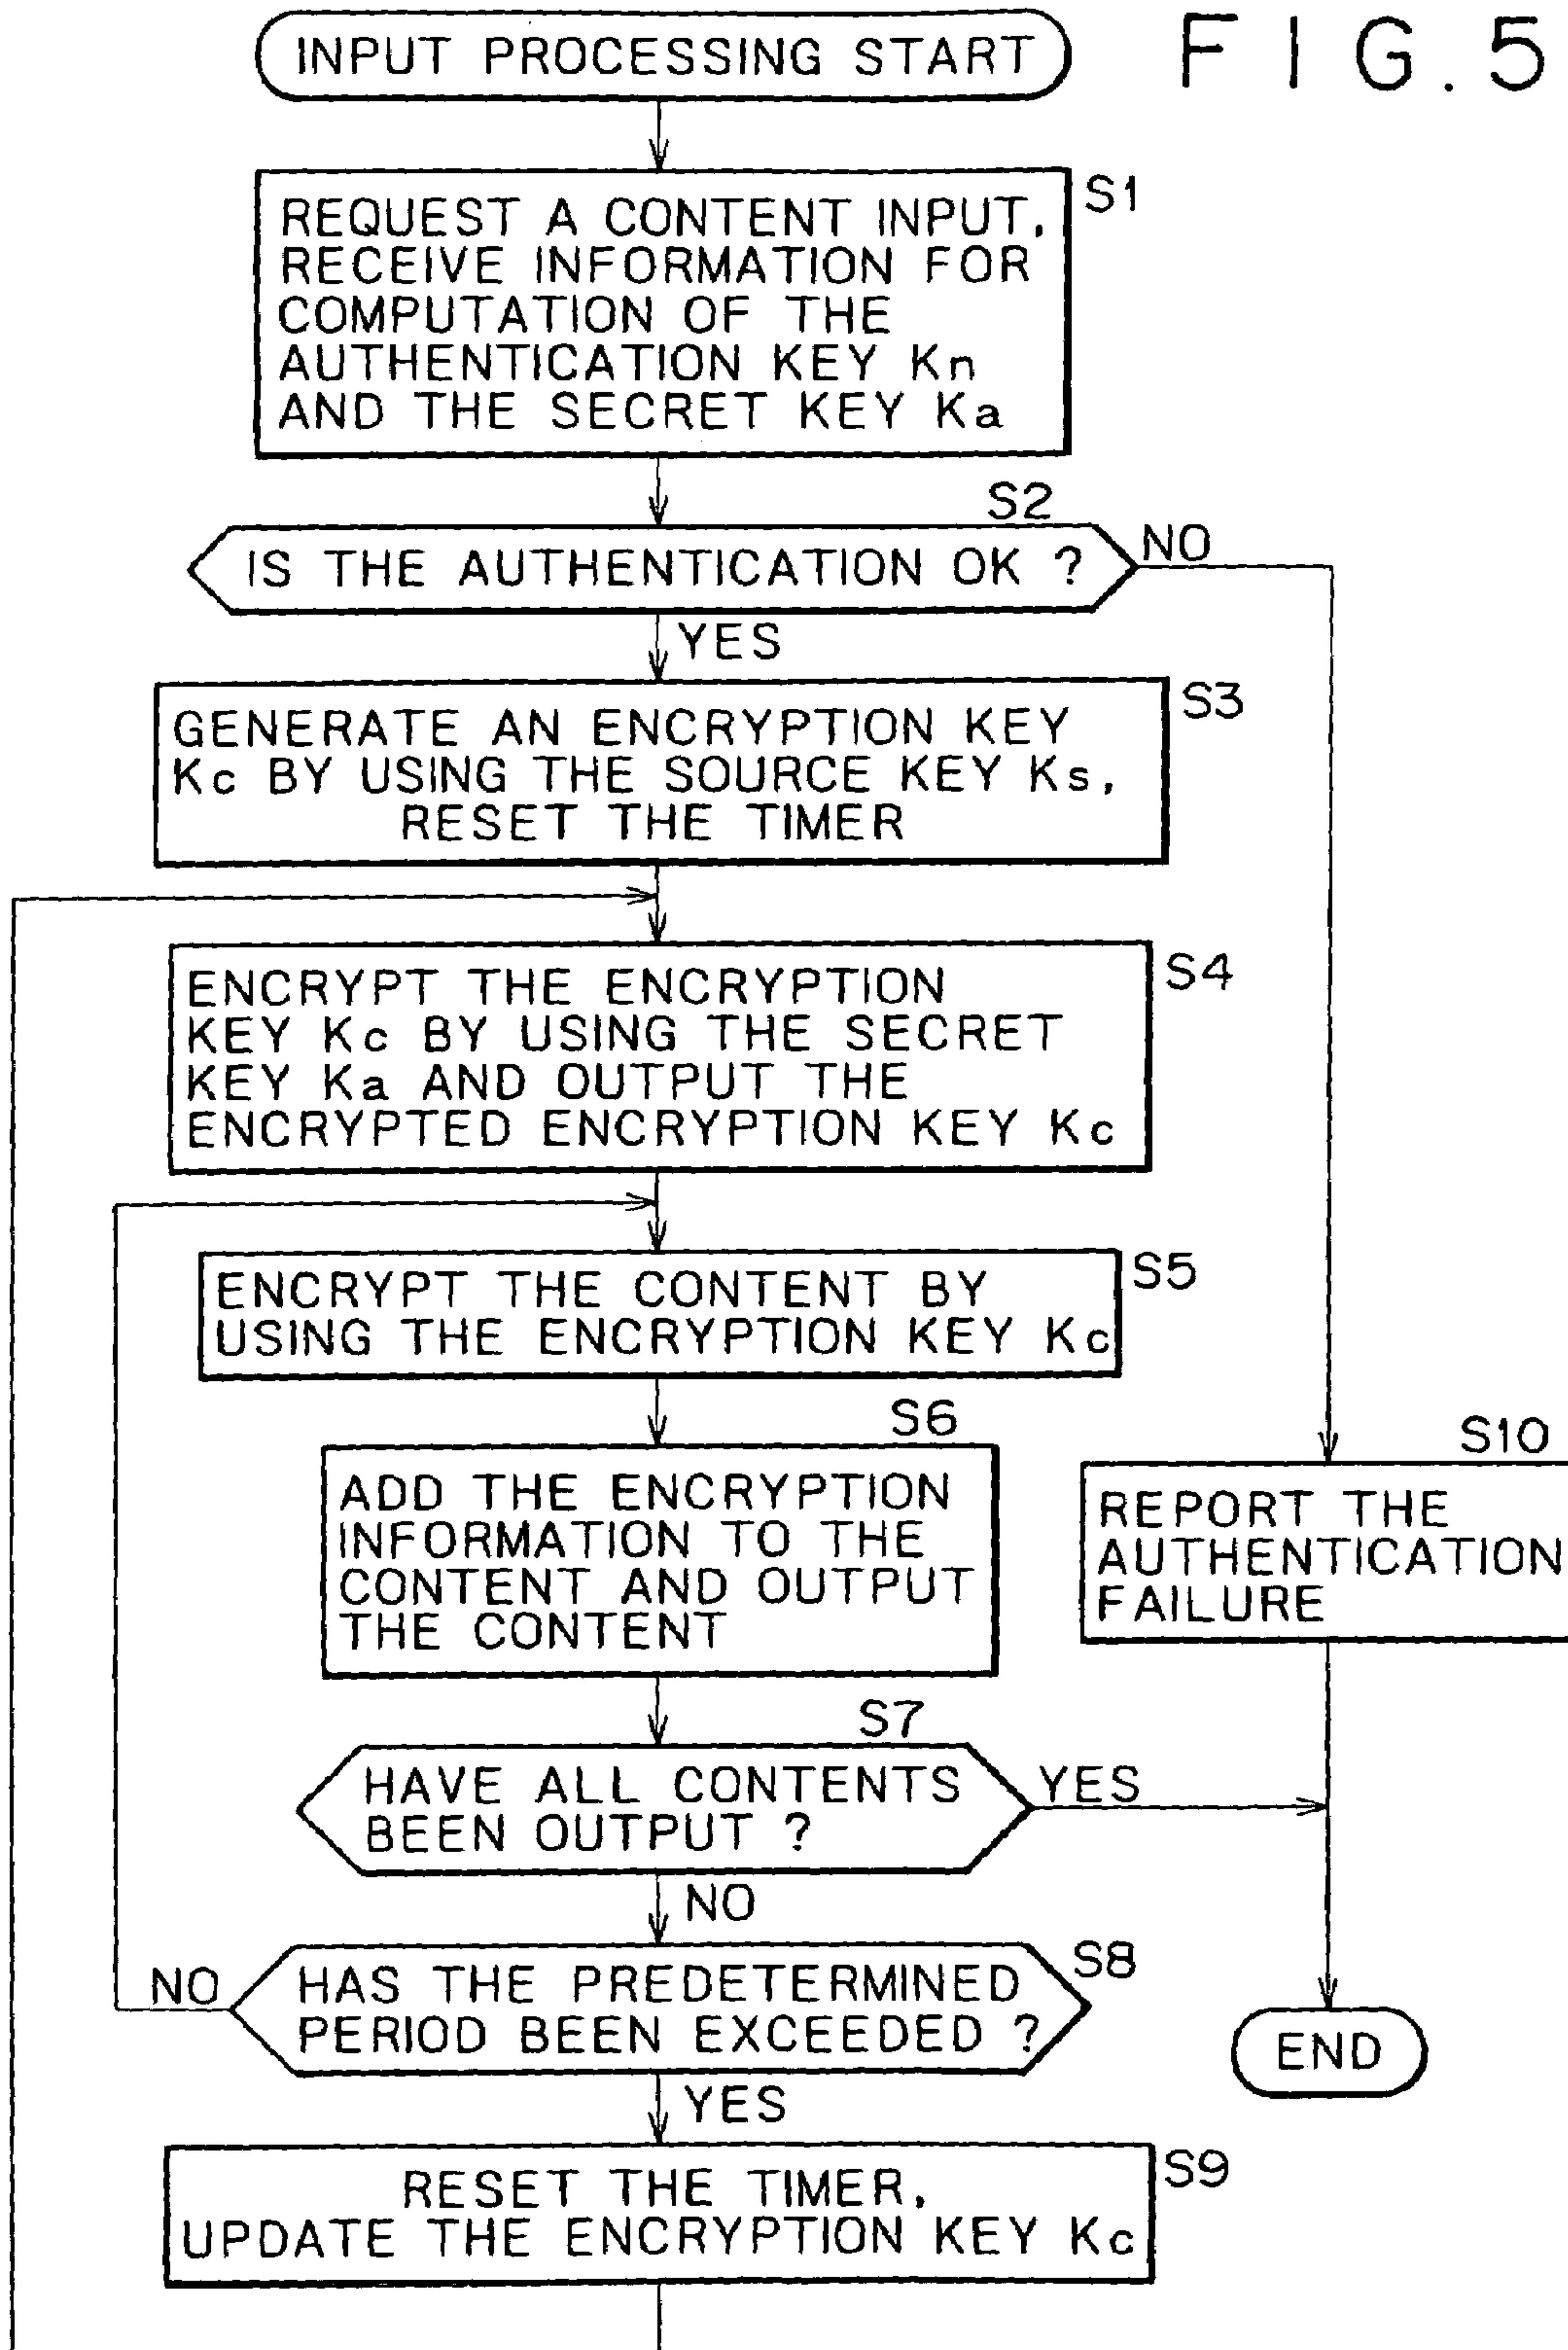 INPUT PROCESSING START
FIG.5
S1
REQUEST A CONTENT INPUT,
RECEIVE INFORMATION FOR
COMPUTATION OF THE
AUTHENTICATION KEY Kn
AND THE SECRET KEY Ka
S2
IS THE AUTHENTICATION OK ?
NO
YES
S3
GENERATE AN ENCRYPTION KEY
Kc BY USING THE SOURCE KEY Ks,
RESET THE TIMER
S4
ENCRYPT THE ENCRYPTION
KEY Kc BY USING THE SECRET
KEY Ka AND OUTPUT THE
ENCRYPTED ENCRYPTION KEY Kc
S5
ENCRYPT THE CONTENT BY
USING THE ENCRYPTION KEY Kc
S6
ADD THE ENCRYPTION
INFORMATION TO THE
CONTENT AND OUTPUT
THE CONTENT
S10
REPORT THE
AUTHENTICATION
FAILURE
S7
HAVE ALL CONTENTS
BEEN OUTPUT ?
YES
NO
S8
HAS THE PREDETERMINED
PERIOD BEEN EXCEEDED ?
NO
YES
END
S9
RESET THE TIMER,
UPDATE THE ENCRYPTION KEY Kc